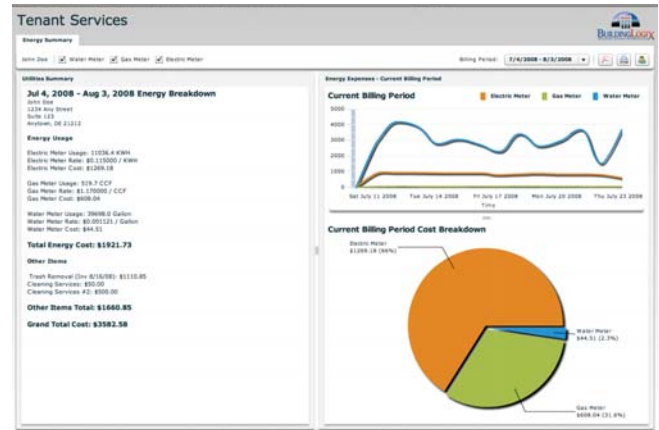 Tenant Services
BUILDINGLOGIX
Energy Summary
John Doe Water Meter Gas Meter Electric Meter
Billing Period: 7/4/2008 - 8/3/2008
Utilities Summary
Jul 4, 2008 - Aug 3, 2008 Energy Breakdown
John Doe
1234 Any Street
Suite 123
Anytown, DE 21212
Energy Usage
Electric Meter Usage: 11036.4 KWH
Electric Meter Rate: $0.115000 / KWH
Electric Meter Cost: $1269.18
Gas Meter Usage: 519.7 CCF
Gas Meter Rate: $1.170000 / CCF
Gas Meter Cost: $608.04
Water Meter Usage: 39698.0 Gallon
Water Meter Rate: $0.001121 / Gallon
Water Meter Cost: $44.51
Total Energy Cost: $1921.73
Other Items
Trash Removal (Inv 8/16/08): $1110.85
Cleaning Services: $50.00
Cleaning Services #2: $500.00
Other Items Total: $1660.85
Grand Total Cost: $3582.58
Energy Expenses - Current Billing Period
Current Billing Period
Electric Meter Gas Meter Water Meter
5000
4000
3000
2000
1000
0
Sat July 11 2008 Tue July 14 2008 Fri July 17 2008 Mon July 20 2008 Thu July 23 2008
Time
Current Billing Period Cost Breakdown
Electric Meter
$1269.18 (66%)
Water Meter
$44.51 (2.3%)
Gas Meter
$608.04 (31.6%)